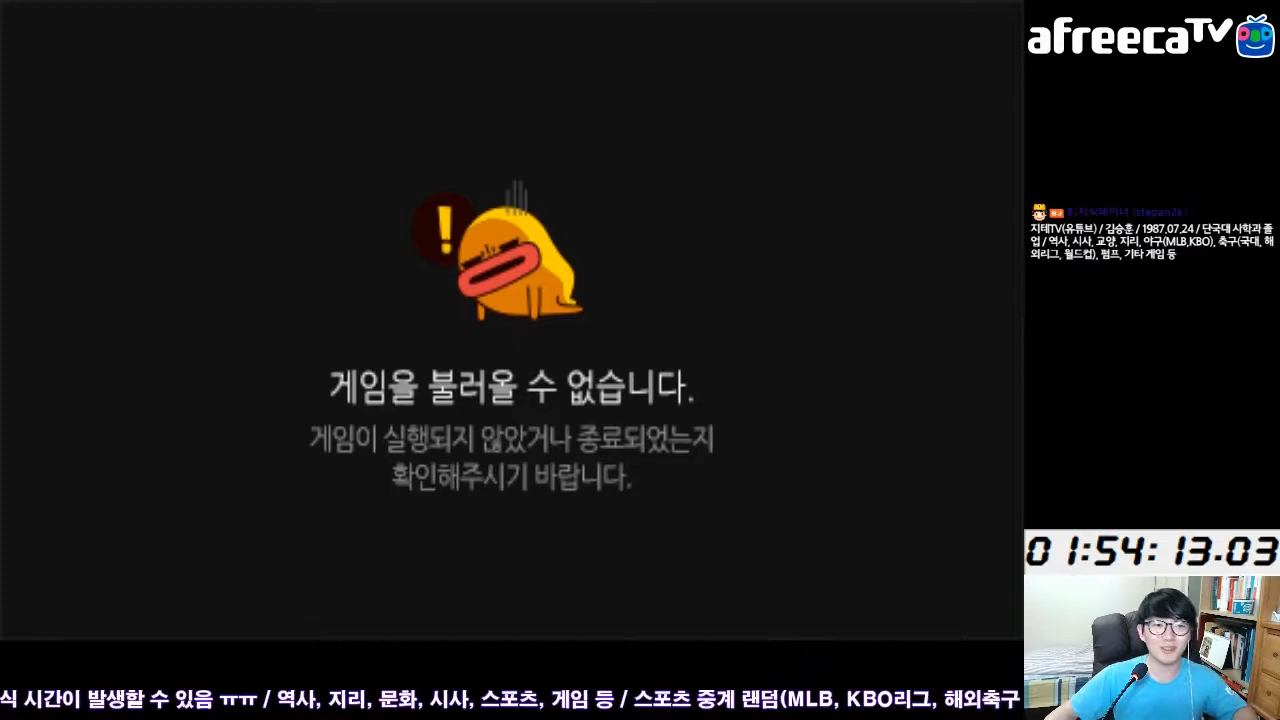 afreecaTV
!
BJ
(stepan2k)
지테TV(유튜브) / 김승훈 / 1987.07.24 / 단국대 사학과 졸
업 / 역사, 시사, 교양, 지리, 야구(MLB,KBO), 축구(국대, 해
외리그, 월드컵), 펌프, 기타 게임 등
게임을 불러올 수 없습니다.
게임이 실행되지 않았거나 종료되었는지
확인해주시기 바랍니다.
01:54:13.03
식 시간이 발생할 수 있음 ㅠㅠ / 역사, 지리, 문화, 시사, 스포츠, 게임 등 / 스포츠 중계 랜덤(MLB, KBO리그, 해외축구